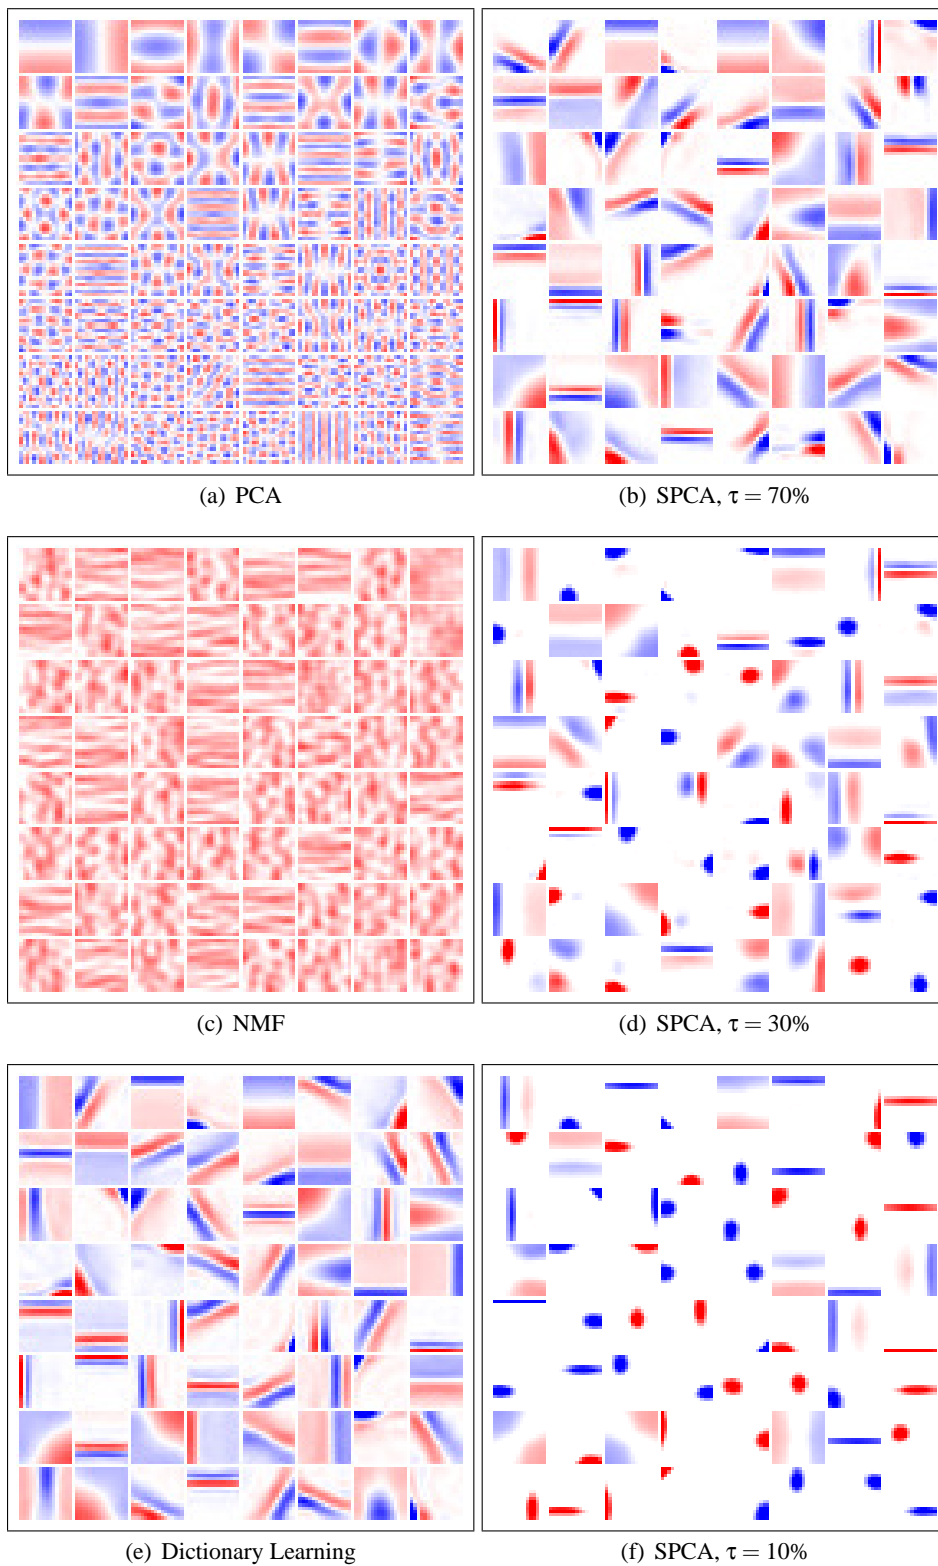 (a) PCA
(b) SPCA, τ = 70%
(c) NMF
(d) SPCA, τ = 30%
(e) Dictionary Learning
(f) SPCA, τ = 10%